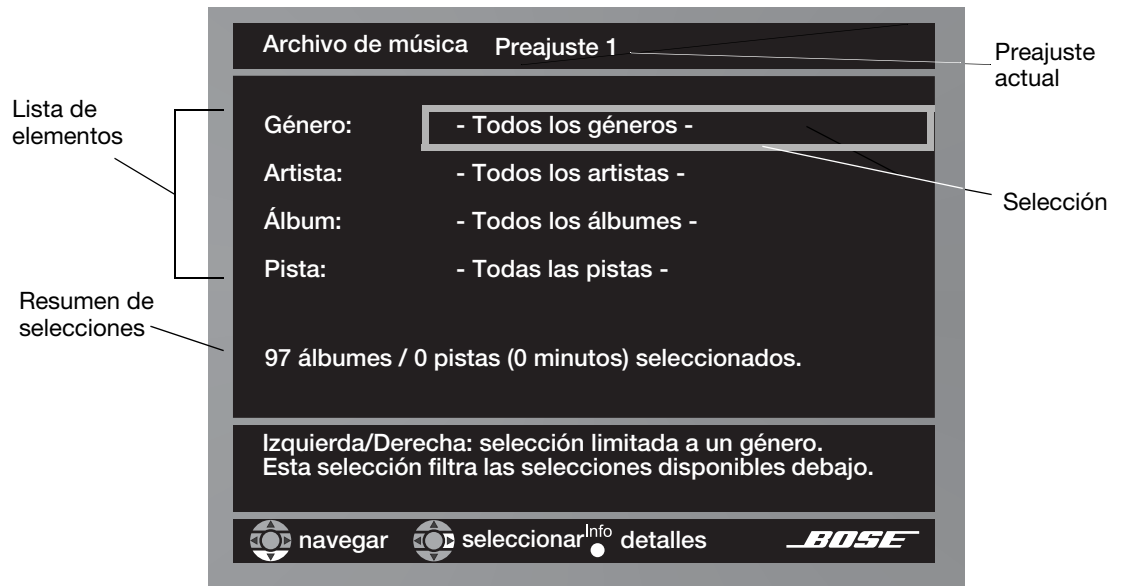 Archivo de música Preajuste 1
Preajuste
actual
Lista de
elementos
Género: - Todos los géneros -
Artista: - Todos los artistas -
Selección
Álbum: - Todos los álbumes -
Pista: - Todas las pistas -
Resumen de
selecciones
97 álbumes / 0 pistas (0 minutos) seleccionados.
Izquierda/Derecha: selección limitada a un género.
Esta selección filtra las selecciones disponibles debajo.
navegar seleccionar Info detalles BOSE